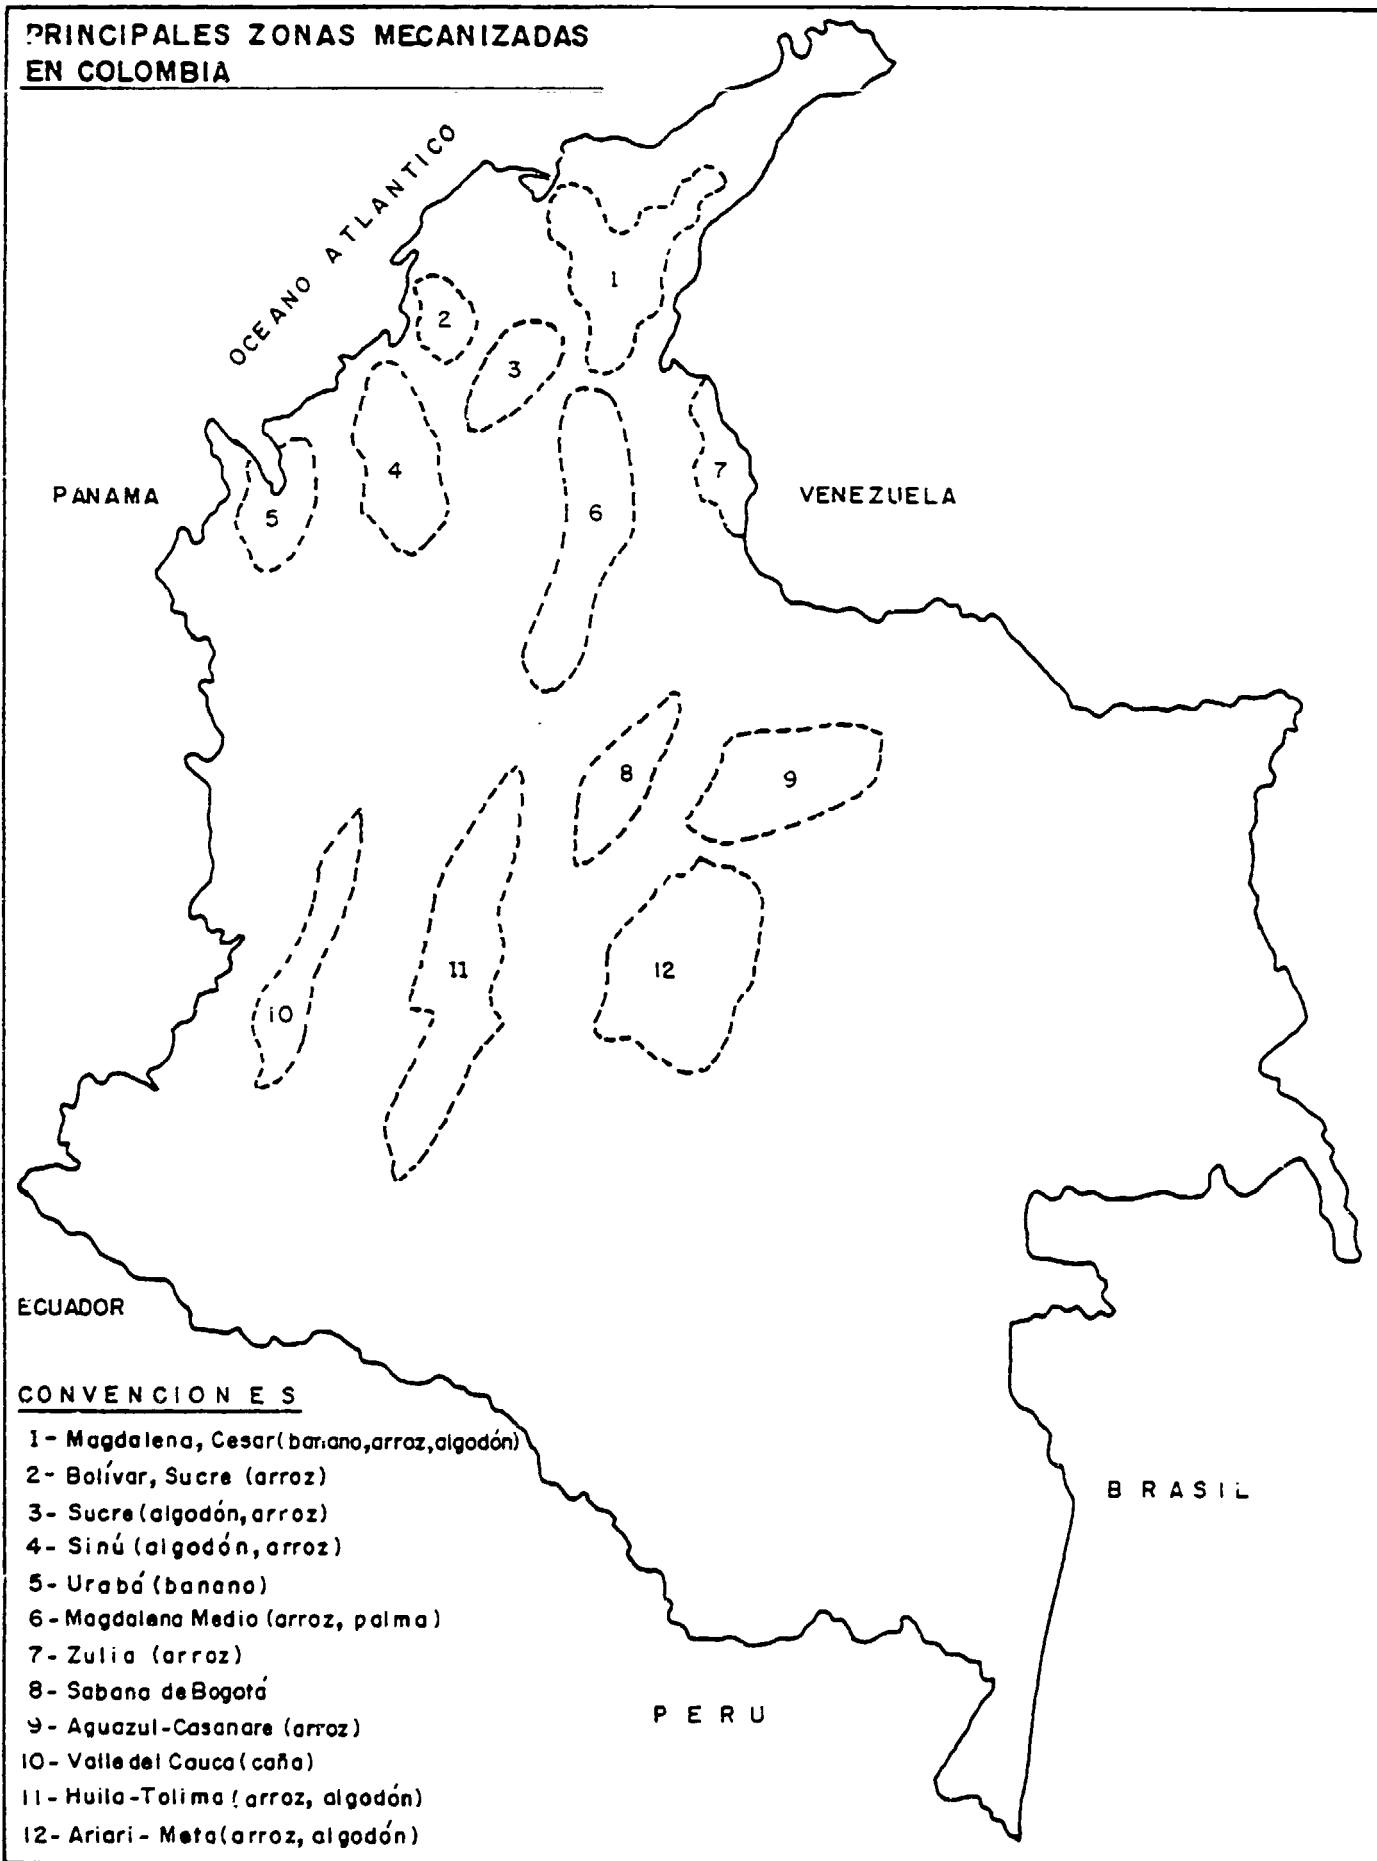 PRINCIPALES ZONAS MECANIZADAS
EN COLOMBIA
OCEANO ATLANTICO
1
2
3
4
5
6
7
PANAMA
VENEZUELA
8
9
10
11
12
ECUADOR
BRASIL
PERU
CONVENCIONES
1- Magdalena, Cesar (banano, arroz, algodón)
2- Bolívar, Sucre (arroz)
3- Sucre (algodón, arroz)
4- Sinú (algodón, arroz)
5- Urabá (banano)
6- Magdalena Medio (arroz, palma)
7- Zulia (arroz)
8- Sabana de Bogotá
9- Aguazul-Casanare (arroz)
10- Valle del Cauca (caña)
11- Huila-Tolima (arroz, algodón)
12- Ariari-Meta (arroz, algodón)